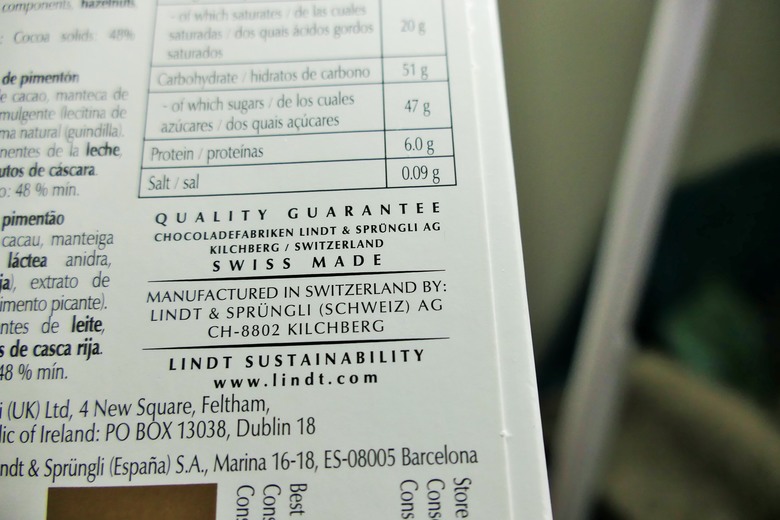 components, hazelnuts,
: Cocoa solids: 48%
de pimentón
e cacao, manteca de
mulgente (lecitina de
ma natural (guindilla).
nentes de la leche,
utos de cáscara.
o: 48 % min.
pimentão
cacau, manteiga
láctea anidra,
ja), extrato de
imento picante).
ntes de leite,
s de casca rija.
48 % mín.
- of which saturates / de las cuales
saturadas / dos quais ácidos gordos
saturados
20 g
Carbohydrate / hidratos de carbono
51 g
- of which sugars / de los cuales
azúcares / dos quais açúcares
47 g
Protein / proteínas
6.0 g
Salt / sal
0.09 g
QUALITY GUARANTEE
CHOCOLADEFABRIKEN LINDT & SPRÜNGLI AG
KILCHBERG / SWITZERLAND
SWISS MADE
MANUFACTURED IN SWITZERLAND BY:
LINDT & SPRÜNGLI (SCHWEIZ) AG
CH-8802 KILCHBERG
LINDT SUSTAINABILITY
www.lindt.com
i (UK) Ltd, 4 New Square, Feltham,
lic of Ireland: PO BOX 13038, Dublin 18
ndt & Sprüngli (España) S.A., Marina 16-18, ES-08005 Barcelona
Best
Cons
Con
Store
Cons
Cons